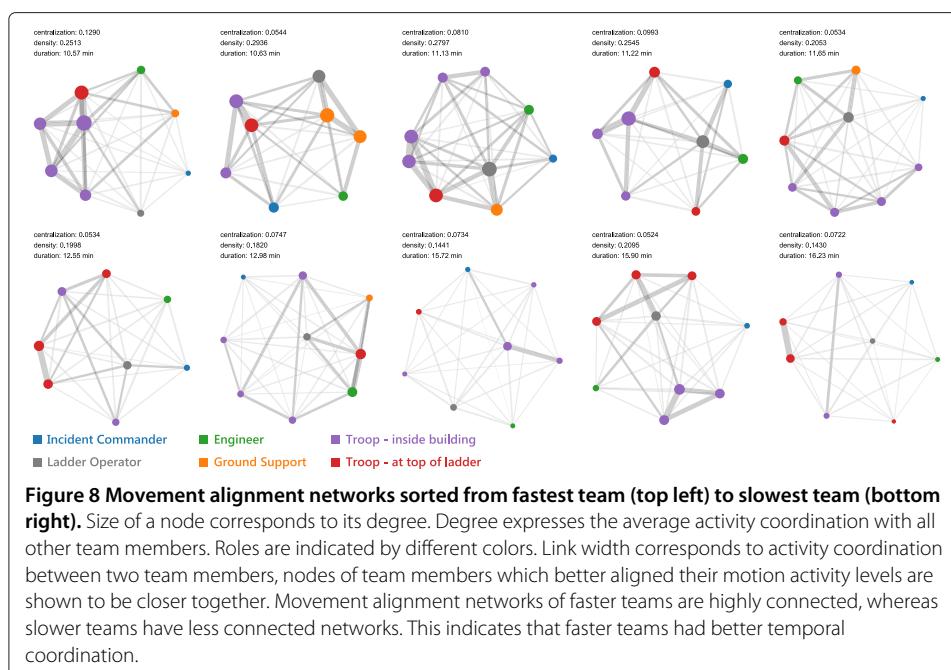 centralization: 0.1290
density: 0.2513
duration: 10.57 min
centralization: 0.0544
density: 0.2936
duration: 10.63 min
centralization: 0.0810
density: 0.2797
duration: 11.13 min
centralization: 0.0993
density: 0.2545
duration: 11.22 min
centralization: 0.0534
density: 0.2053
duration: 11.65 min
centralization: 0.0534
density: 0.1998
duration: 12.55 min
centralization: 0.0747
density: 0.1820
duration: 12.98 min
centralization: 0.0734
density: 0.1441
duration: 15.72 min
centralization: 0.0524
density: 0.2095
duration: 15.90 min
centralization: 0.0722
density: 0.1430
duration: 16.23 min
Incident Commander
Engineer
Troop - inside building
Ladder Operator
Ground Support
Troop - at top of ladder
Figure 8 Movement alignment networks sorted from fastest team (top left) to slowest team (bottom
right). Size of a node corresponds to its degree. Degree expresses the average activity coordination with all
other team members. Roles are indicated by different colors. Link width corresponds to activity coordination
between two team members, nodes of team members which better aligned their motion activity levels are
shown to be closer together. Movement alignment networks of faster teams are highly connected, whereas
slower teams have less connected networks. This indicates that faster teams had better temporal
coordination.